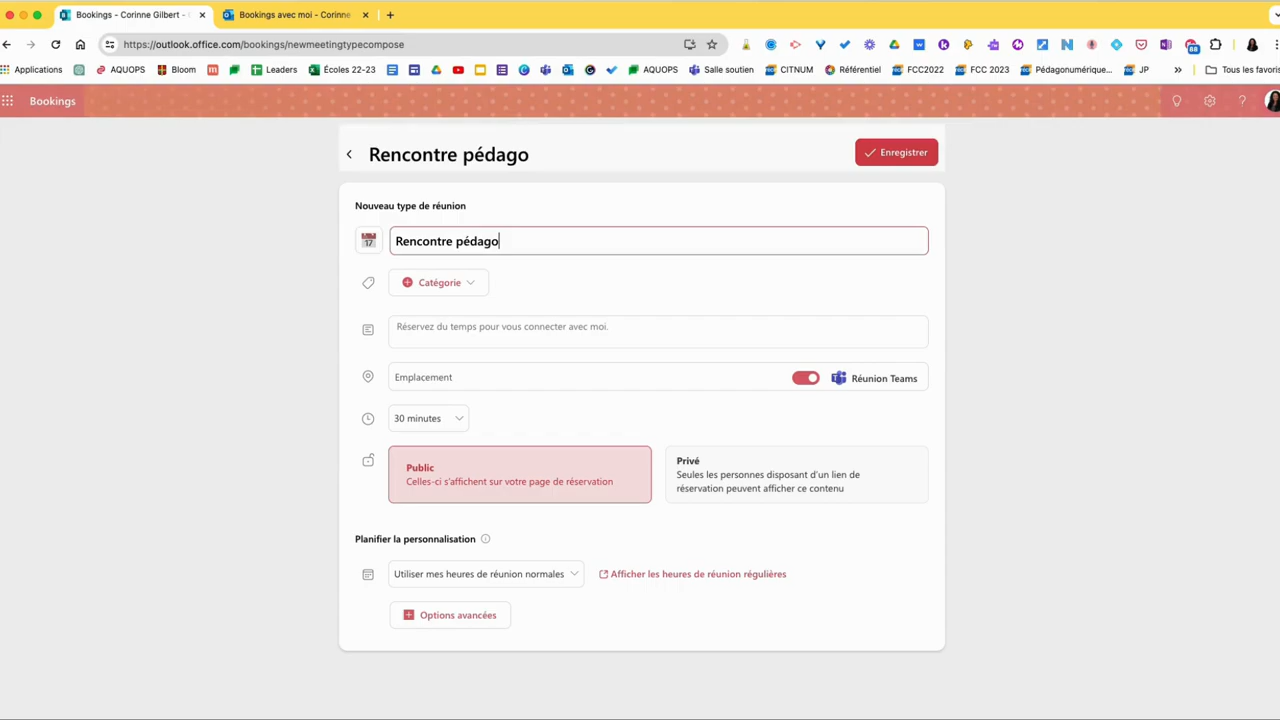 Bookings - Corinne Gilbert -
Bookings avec moi - Corinne
https://outlook.office.com/bookings/newmeetingtypecompose
88
Applications
AQUOPS
Bloom
Leaders
Écoles 22-23
AQUOPS
Salle soutien
CITNUM
Référentiel
FCC2022
FCC 2023
Pédagonumérique...
JP
Tous les favoris
Bookings
Rencontre pédago
Enregistrer
Nouveau type de réunion
17
Rencontre pédago
Catégorie
Réservez du temps pour vous connecter avec moi.
Emplacement
Réunion Teams
30 minutes
Public
Celles-ci s'affichent sur votre page de réservation
Privé
Seules les personnes disposant d'un lien de
réservation peuvent afficher ce contenu
Planifier la personnalisation
Utiliser mes heures de réunion normales
Afficher les heures de réunion régulières
Options avancées